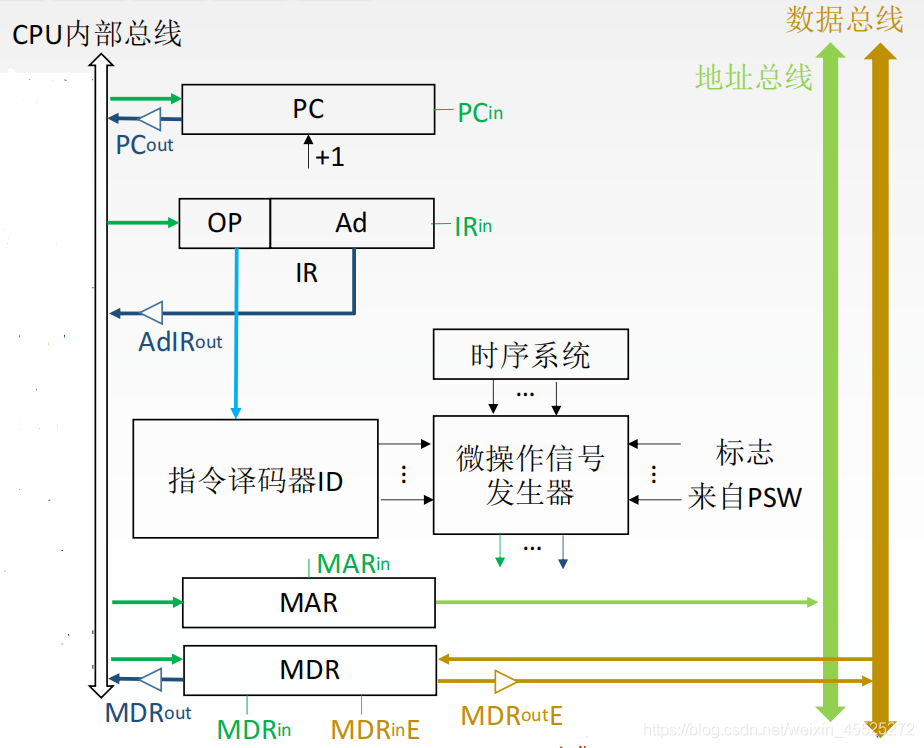 数据总线
CPU内部总线
地址总线
PC
PCin
PCout
+1
OP
Ad
IRin
IR
AdIRout
时序系统
...
指令译码器ID
...
微操作信号
发生器
...
标志
来自PSW
...
MARin
MAR
MDR
MDRout
MDRin
MDRinE
MDRoutE
https://blog.csdn.net/weixin_45525272